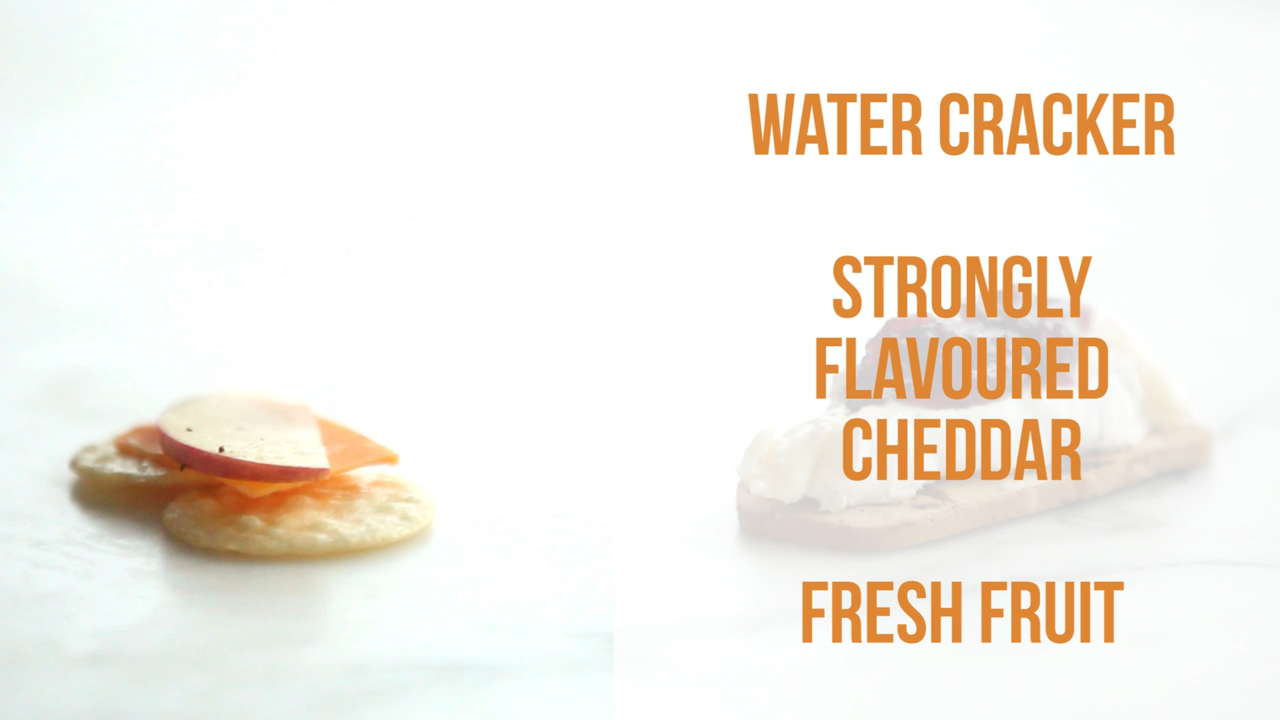 WATER CRACKER
STRONGLY
FLAVOURED
CHEDDAR
FRESH FRUIT